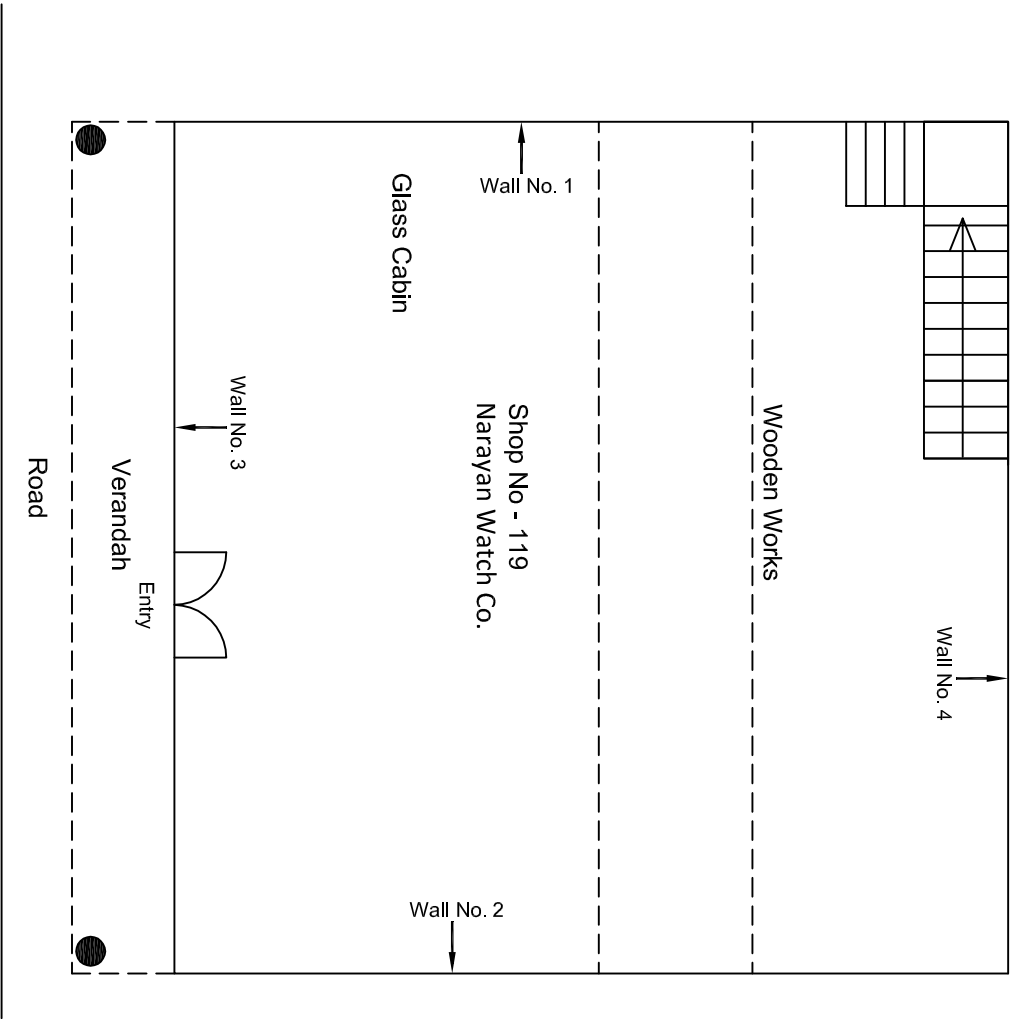 Wall No. 1
Glass Cabin
Wall No. 3
Shop No - 119
Narayan Watch Co.
Wooden Works
Road
Verandah
Entry
Wall No. 4
Wall No. 2